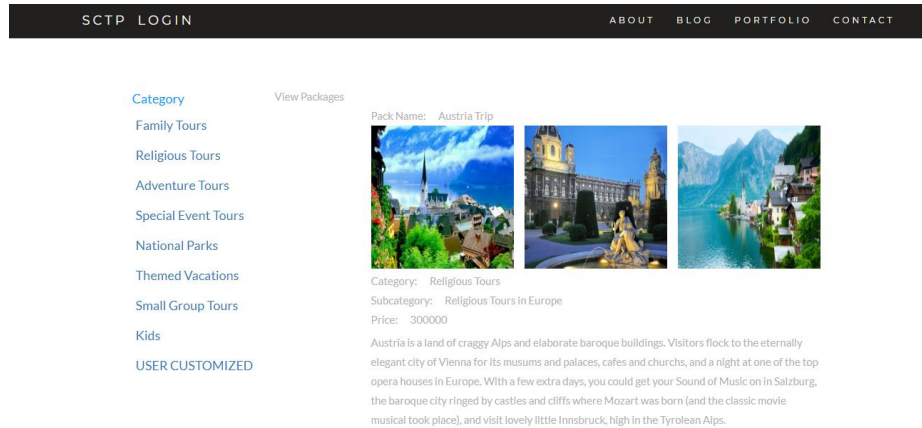 SCTP LOGIN
ABOUT BLOG PORTFOLIO CONTACT
Category
Family Tours
Religious Tours
Adventure Tours
Special Event Tours
National Parks
Themed Vacations
Small Group Tours
Kids
USER CUSTOMIZED
View Packages
Pack Name: Austria Trip
Category: Religious Tours
Subcategory: Religious Tours in Europe
Price: 300000
Austria is a land of craggy Alps and elaborate baroque buildings. Visitors flock to the eternally
elegant city of Vienna for its musums and palaces, cafes and churchs, and a night at one of the top
opera houses in Europe. With a few extra days, you could get your Sound of Music on in Salzburg,
the baroque city ringed by castles and cliffs where Mozart was born (and the classic movie
musical took place), and visit lovely little Innsbruck, high in the Tyrolean Alps.